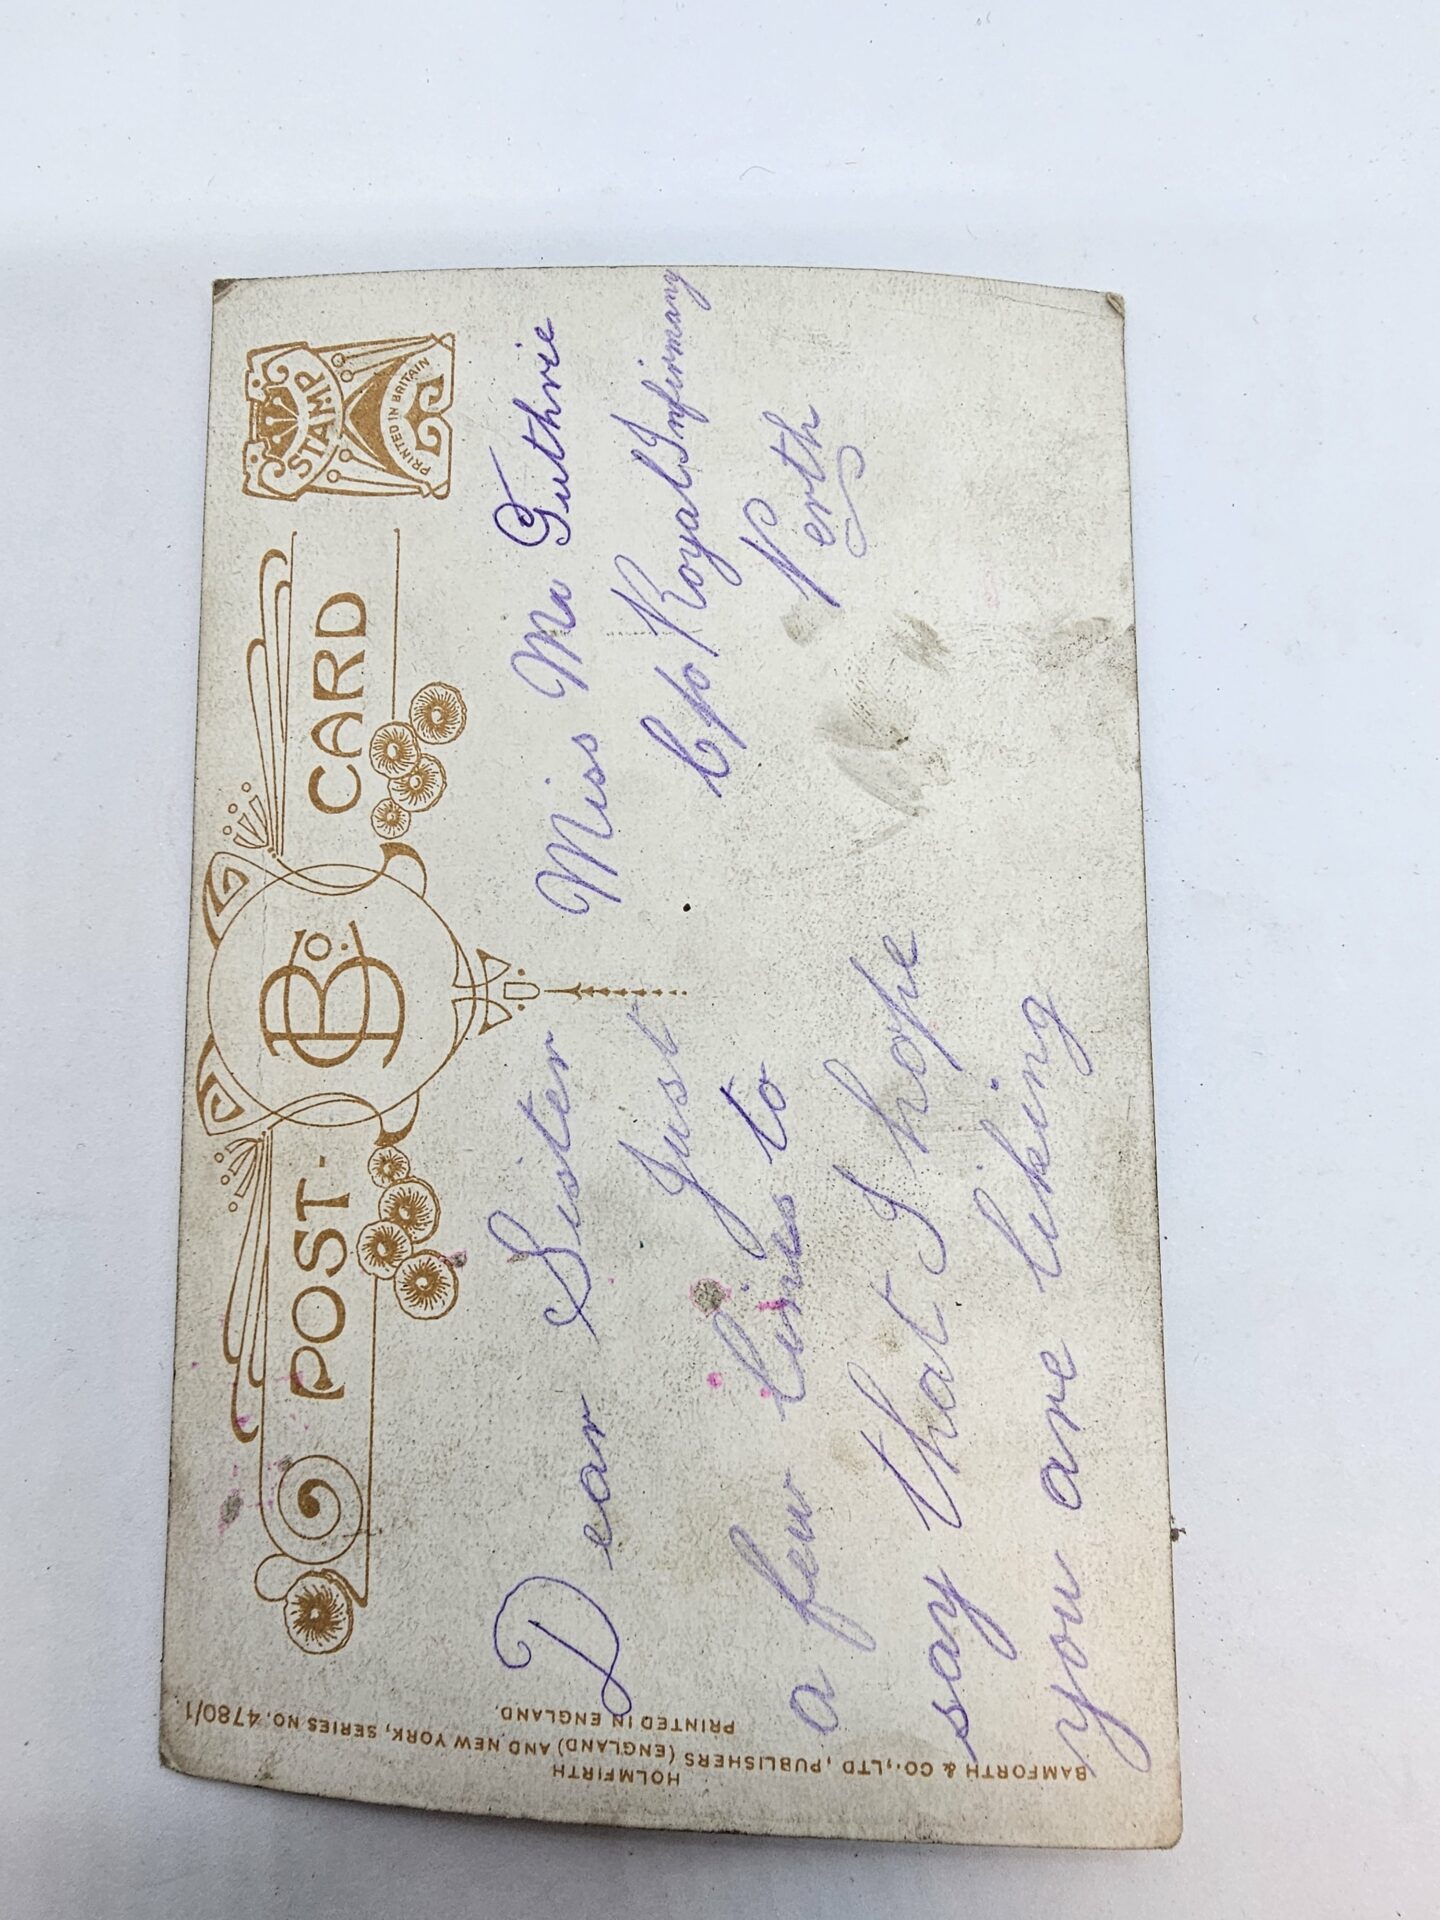 POST CARD
B Co.
STAMP
PRINTED IN BRITAIN
Dear Sister
Just
a few lines to
say that I hope
you are liking
Miss Guthrie
C/o Royal Infirmary
Perth
BAMFORTH & CO., LTD, PUBLISHERS (ENGLAND) AND NEW YORK, SERIES NO. 4780/1.
HOLMFIRTH
PRINTED IN ENGLAND.